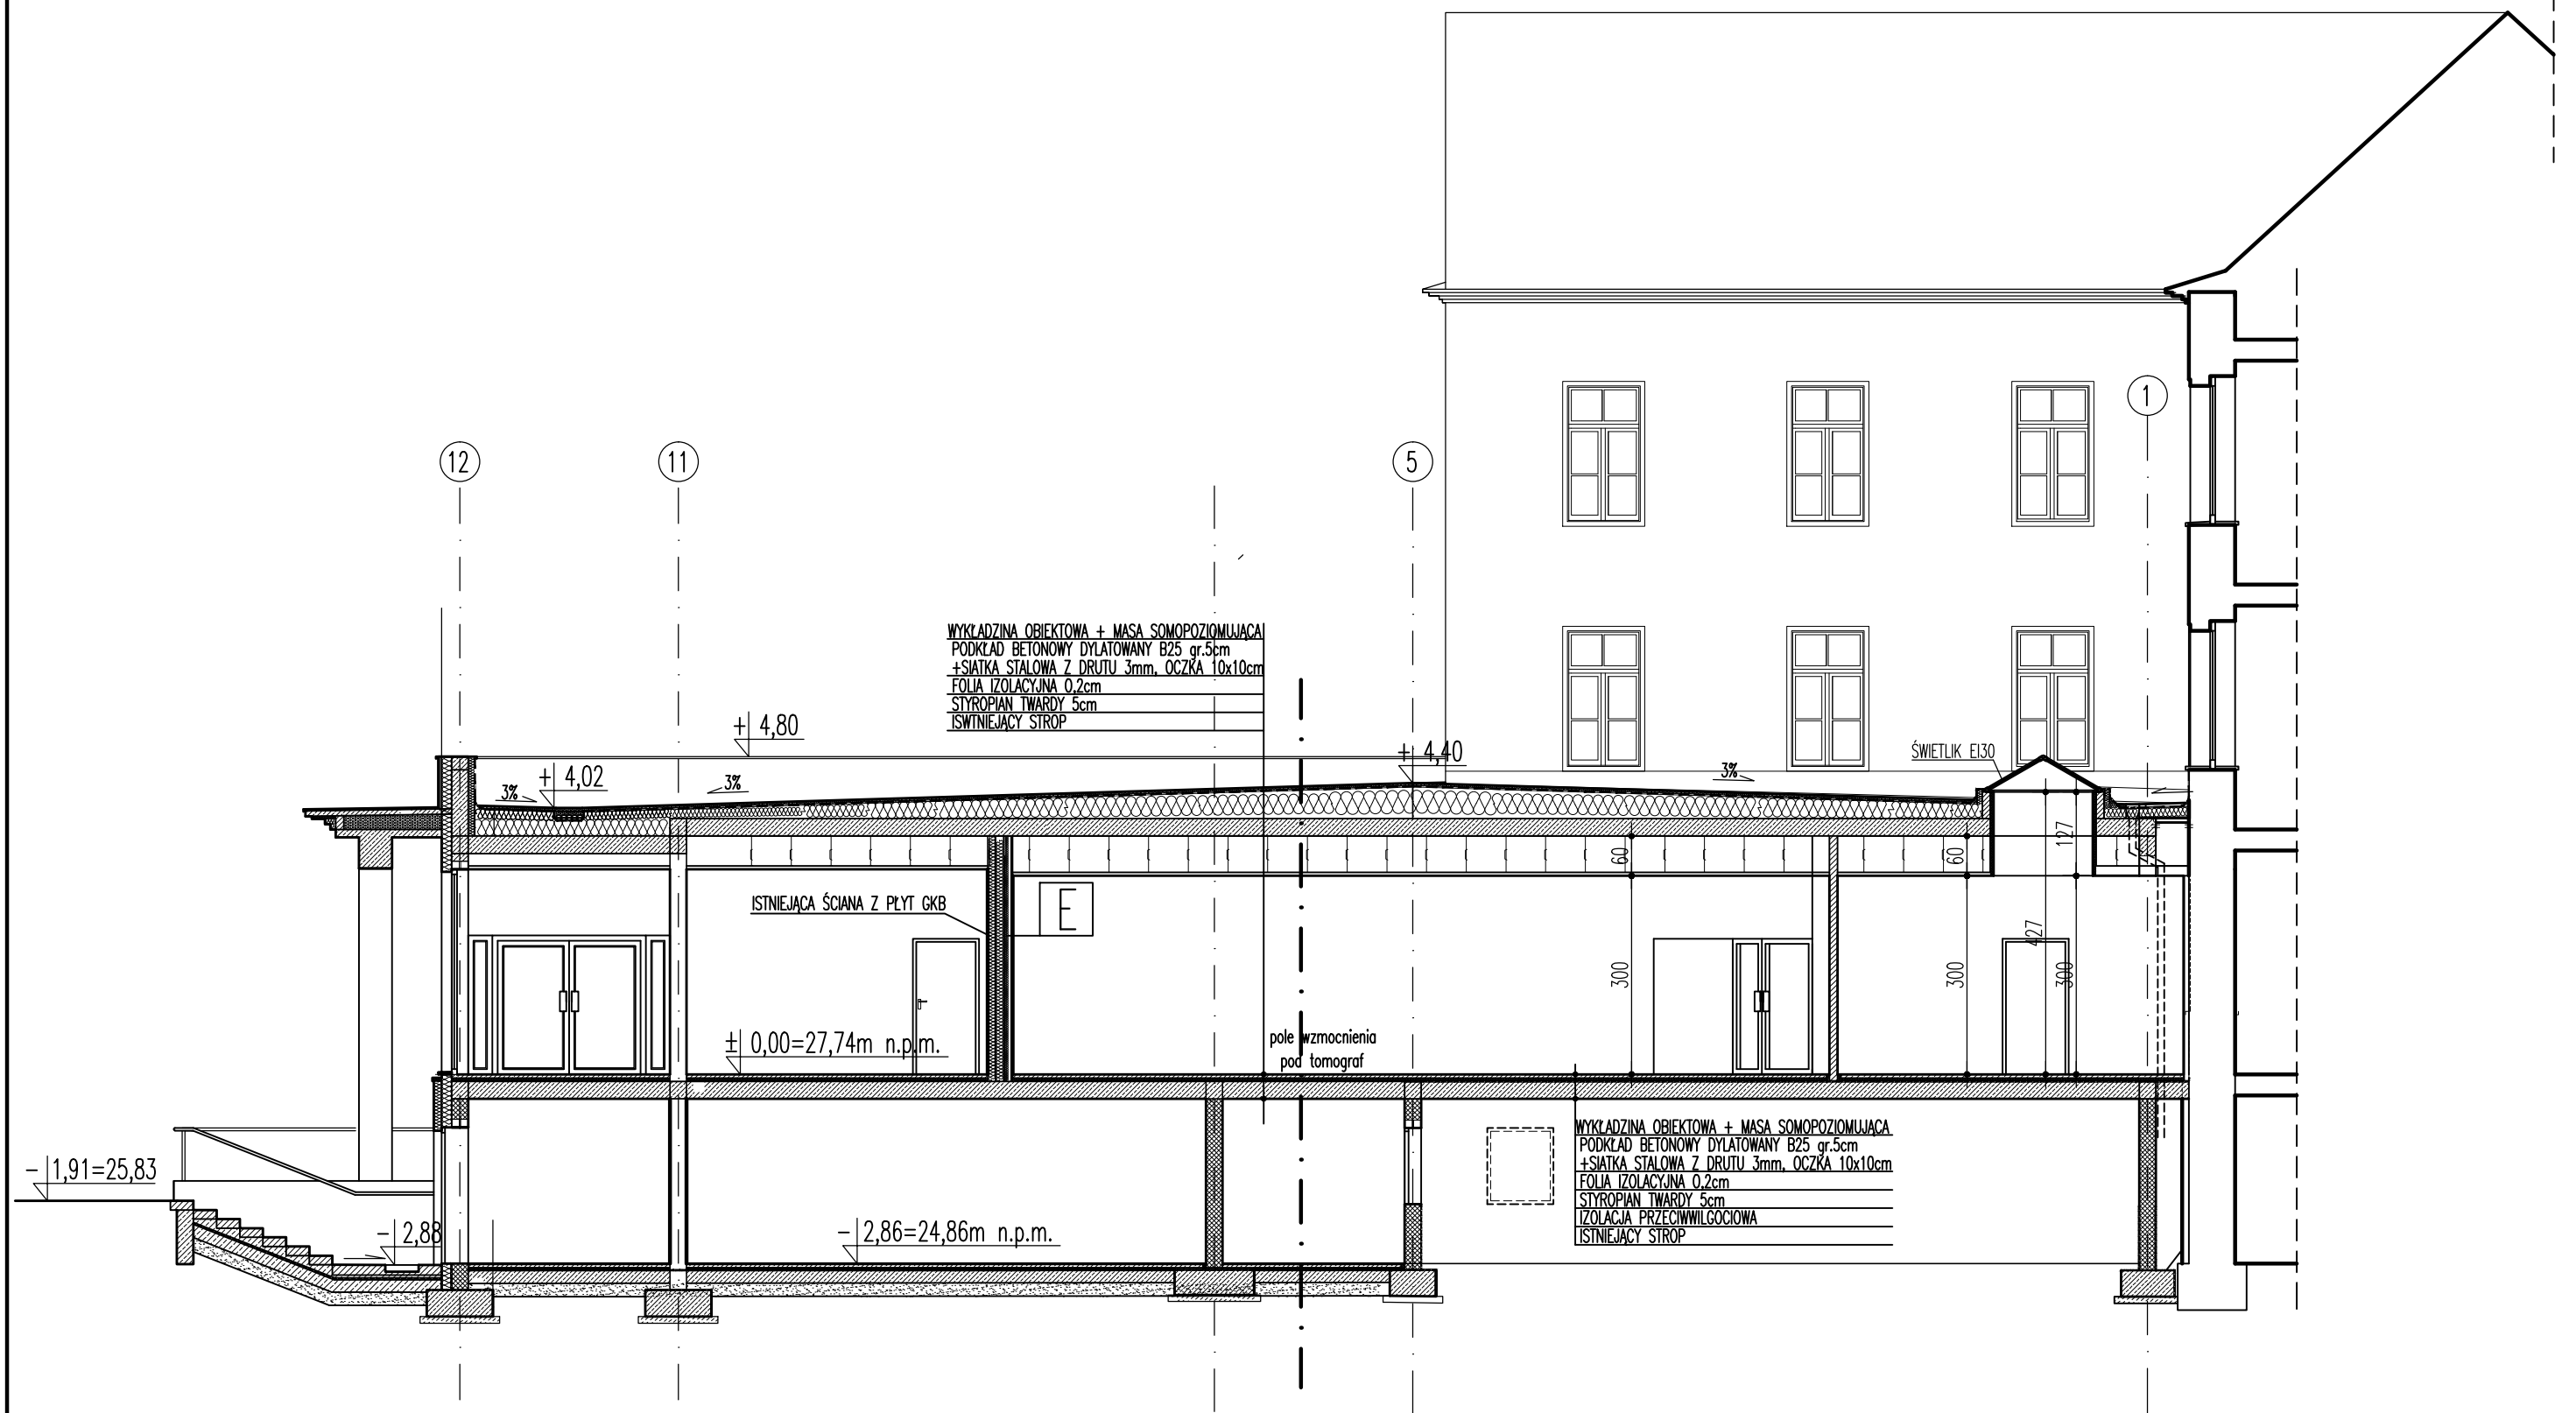 1
12
11
5
WYKŁADZINA OBIEKTOWA + MASA SOMOPOZIOMUJĄCA
PODKŁAD BETONOWY DYLATOWANY B25 gr.5cm
+SIATKA STALOWA Z DRUTU 3mm, OCZKA 10x10cm
FOLIA IZOLACYJNA 0,2cm
STYROPIAN TWARDY 5cm
ISWTNIEJĄCY STROP
+ 4,80
+ 4,40
ŚWIETLIK EI30
+ 4,02
3%
3%
3%
127
60
60
ISTNIEJĄCA ŚCIANA Z PŁYT GKB
E
427
300
300
300
± 0,00=27,74m n.p.m.
pole wzmocnienia
pod tomograf
WYKŁADZINA OBIEKTOWA + MASA SOMOPOZIOMUJĄCA
PODKŁAD BETONOWY DYLATOWANY B25 gr.5cm
+SIATKA STALOWA Z DRUTU 3mm, OCZKA 10x10cm
FOLIA IZOLACYJNA 0,2cm
STYROPIAN TWARDY 5cm
IZOLACJA PRZECIWWILGOCIOWA
ISTNIEJĄCY STROP
- 1,91=25,83
- 2,88
- 2,86=24,86m n.p.m.